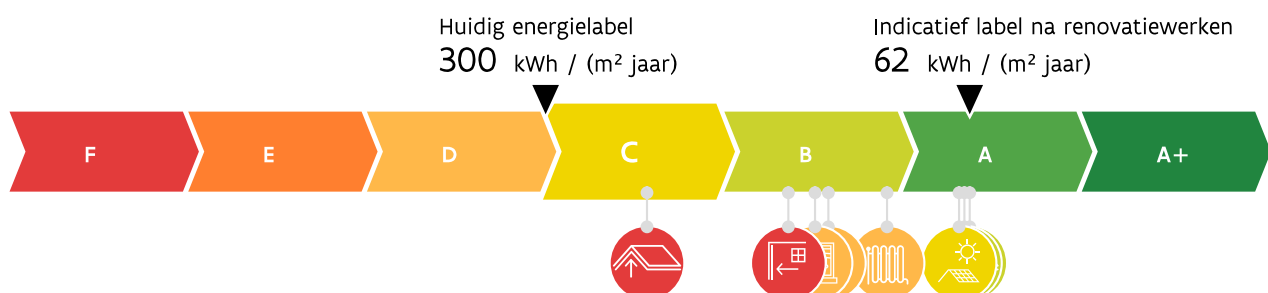 Huidig energielabel
300 kWh / (m² jaar)
Indicatief label na renovatiewerken
62 kWh / (m² jaar)
F E D C B A A+